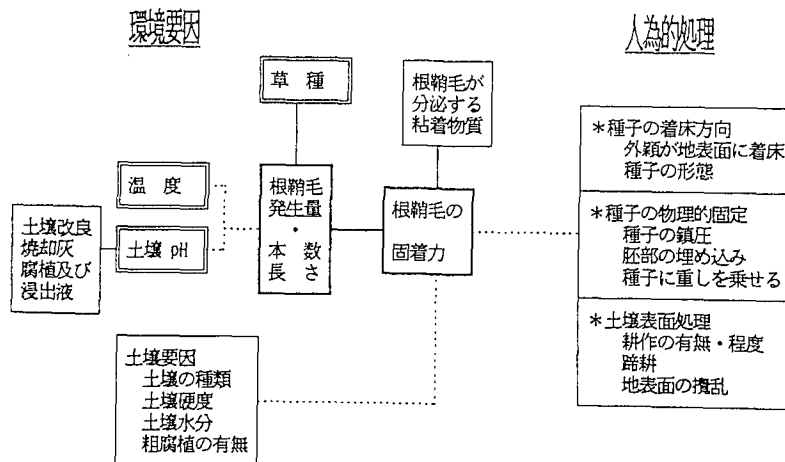 環境要因
人為的処理
草種
根鞘毛が
分泌する
粘着物質
温度
土壌改良
焼却灰
腐植及び
浸出液
土壌 pH
根鞘毛
発生量
・
本数
長さ
根鞘毛の
固着力
土壌要因
土壌の種類
土壌硬度
土壌水分
粗腐植の有無
＊種子の着床方向
外穎が地表面に着床
種子の形態
＊種子の物理的固定
種子の鎮圧
胚部の埋め込み
種子に重しを乗せる
＊土壌表面処理
耕作の有無・程度
蹄耕
地表面の攪乱